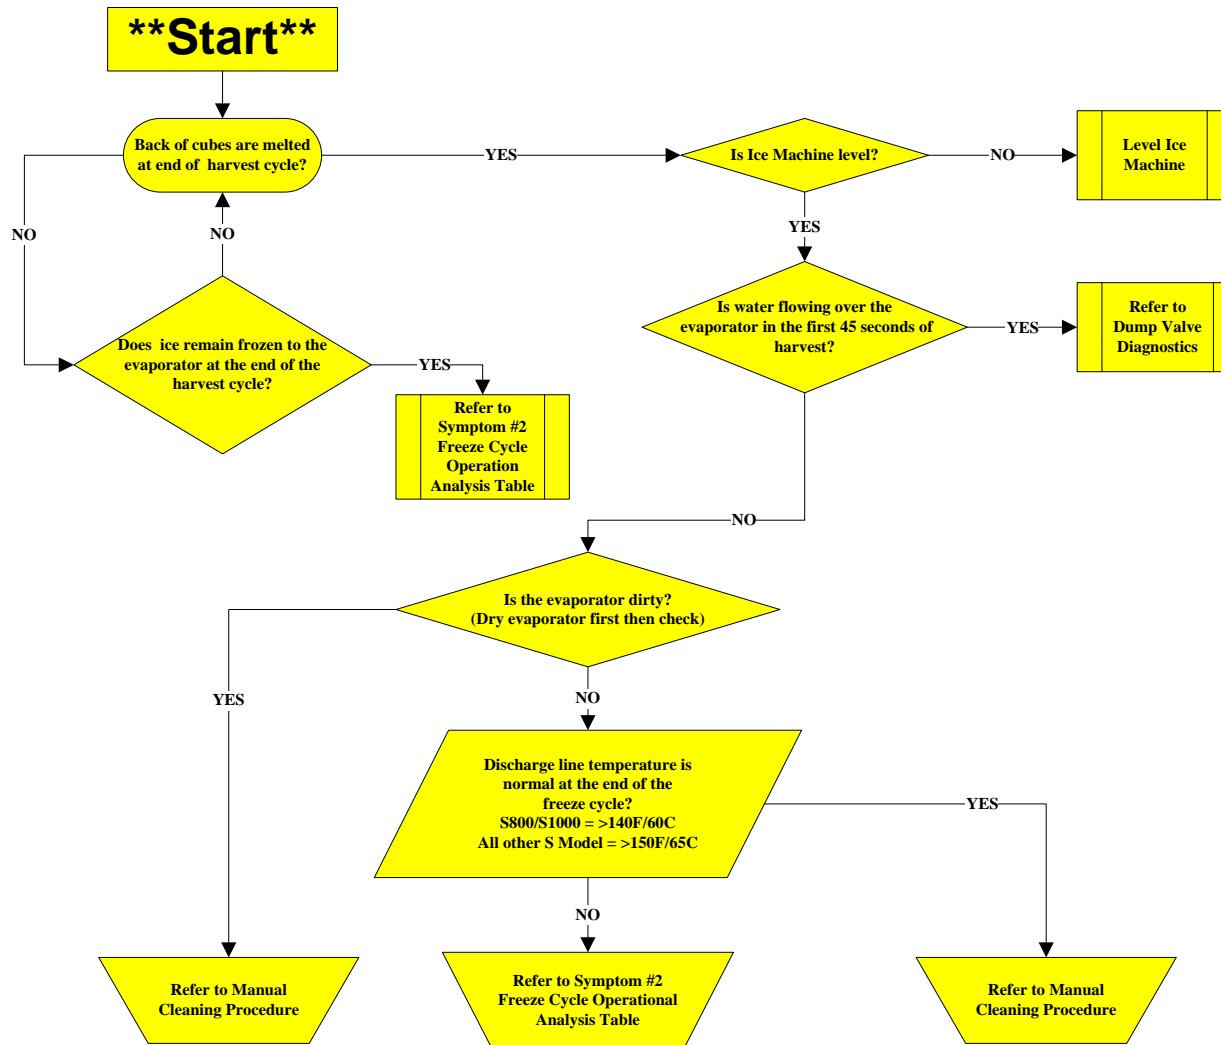 **Start**
Back of cubes are melted
at end of  harvest cycle?
YES
Is Ice Machine level?
NO
Level Ice
Machine
NO
NO
YES
Does  ice remain frozen to the
evaporator at the end of the
harvest cycle?
YES
Refer to
Symptom #2
Freeze Cycle
Operation
Analysis Table
Is water flowing over the
evaporator in the first 45 seconds of
harvest?
YES
Refer to
Dump Valve
Diagnostics
NO
Is the evaporator dirty?
(Dry evaporator first then check)
YES
NO
Discharge line temperature is
normal at the end of the
freeze cycle?
S800/S1000 = >140F/60C
All other S Model = >150F/65C
YES
NO
Refer to Manual
Cleaning Procedure
Refer to Symptom #2
Freeze Cycle Operational
Analysis Table
Refer to Manual
Cleaning Procedure